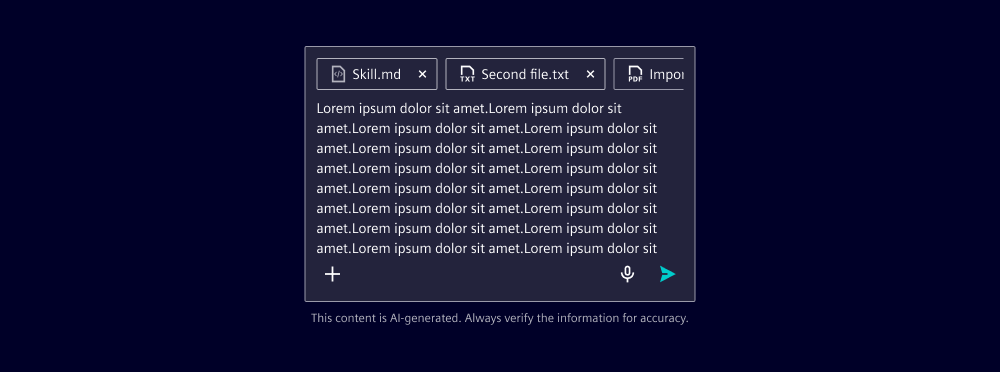 Skill.md
TXT
Second file.txt
PDF
Impor
Lorem ipsum dolor sit amet.Lorem ipsum dolor sit
amet.Lorem ipsum dolor sit amet.Lorem ipsum dolor sit
amet.Lorem ipsum dolor sit amet.Lorem ipsum dolor sit
amet.Lorem ipsum dolor sit amet.Lorem ipsum dolor sit
amet.Lorem ipsum dolor sit amet.Lorem ipsum dolor sit
amet.Lorem ipsum dolor sit amet.Lorem ipsum dolor sit
amet.Lorem ipsum dolor sit amet.Lorem ipsum dolor sit
amet.Lorem ipsum dolor sit amet.Lorem ipsum dolor sit
This content is AI-generated. Always verify the information for accuracy.